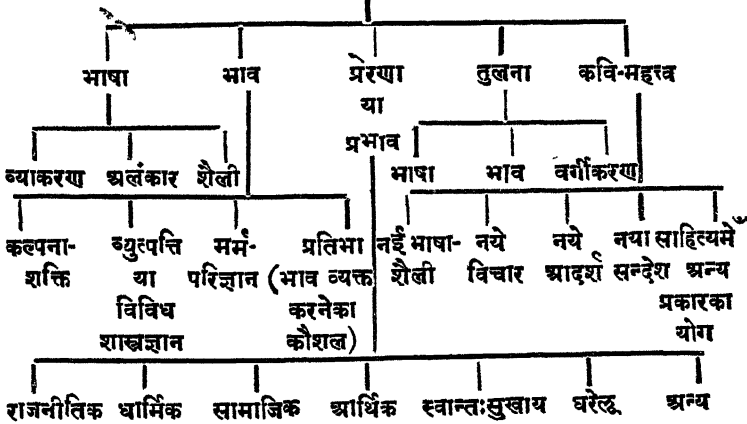 भाषा भाव प्रेरणा तुलना कवि-महत्त्व
या
प्रभाव
व्याकरण अलंकार शैली भाषा भाव वर्गीकरण
कल्पना- व्युत्पत्ति मर्म- प्रतिभा नई भाषा- नये नये नया साहित्यमेँ
शक्ति या परिज्ञान (भाव व्यक्त शैली विचार आदर्श सन्देश अन्य
विविध करनेका प्रकारका
शास्त्रज्ञान कौशल) योग
राजनीतिक धार्मिक सामाजिक आर्थिक स्वान्तःसुखाय घरेलू अन्य